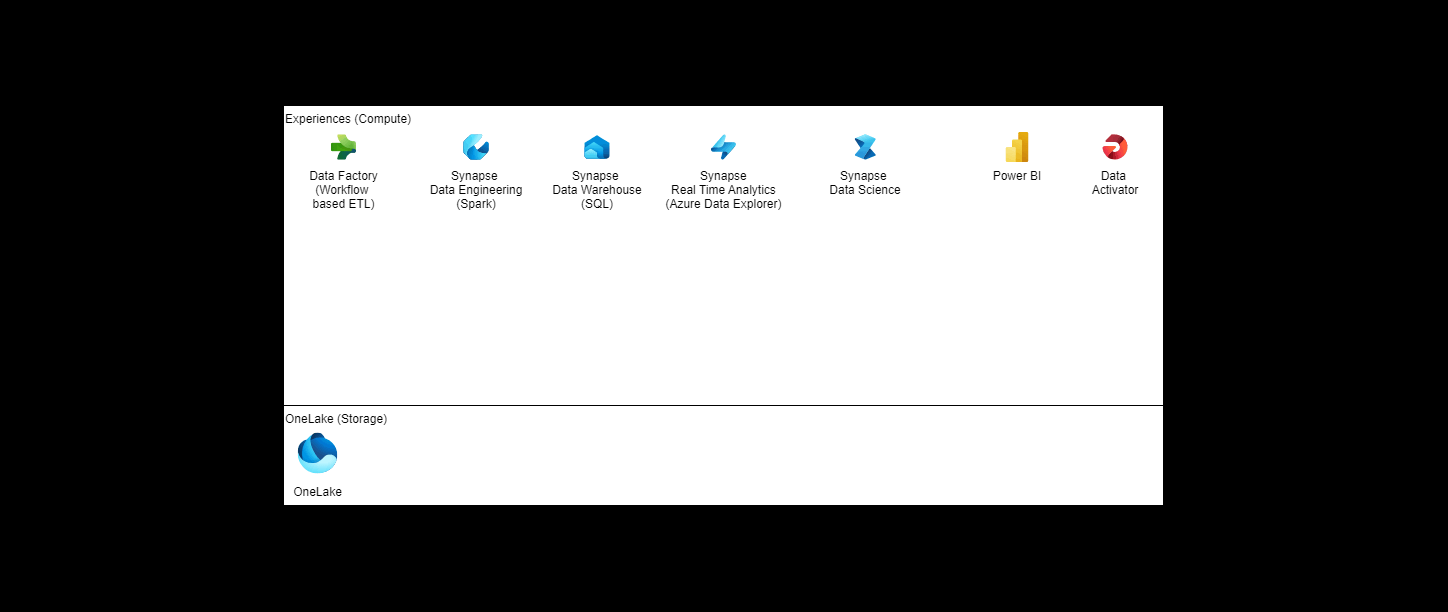 Experiences (Compute)
Data Factory
(Workflow
based ETL)
Synapse
Data Engineering
(Spark)
Synapse
Data Warehouse
(SQL)
Synapse
Real Time Analytics
(Azure Data Explorer)
Synapse
Data Science
Power BI
Data
Activator
OneLake (Storage)
OneLake